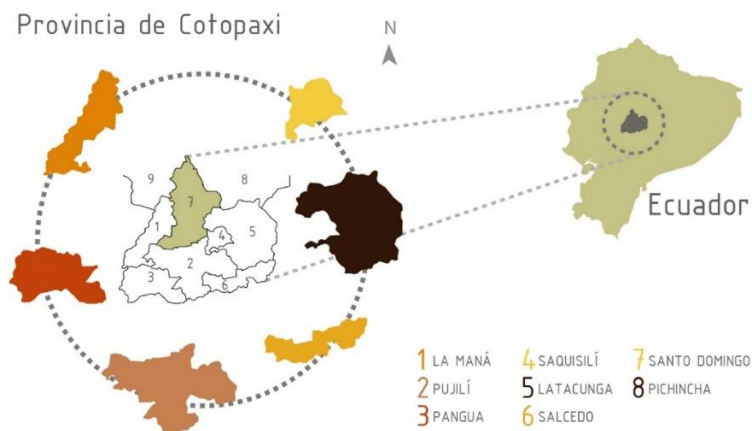 Provincia de Cotopaxi
N
9
8
7
1
4
5
2
3
6
Ecuador
1 LA MANÁ
4 SAQUISILÍ
7 SANTO DOMINGO
2 PUJILÍ
5 LATACUNGA
8 PICHINCHA
3 PANGUA
6 SALCEDO